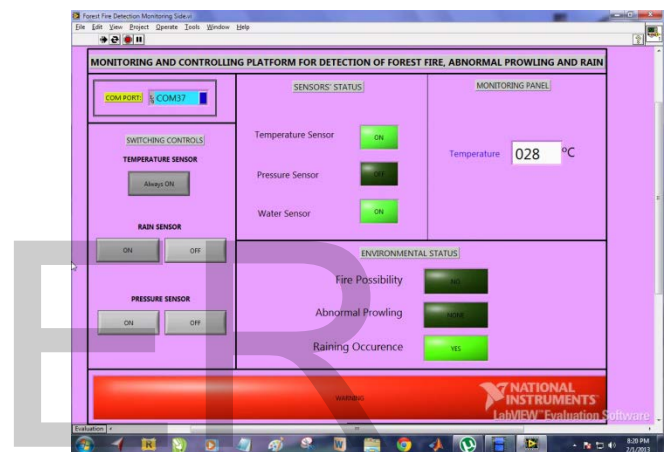 Forest Fire Detection Monitoring Side.vi
File Edit View Project Operate Tools Window Help
MONITORING AND CONTROLLING PLATFORM FOR DETECTION OF FOREST FIRE, ABNORMAL PROWLING AND RAIN
COM PORT: COM37
SWITCHING CONTROLS
TEMPERATURE SENSOR
Always ON
RAIN SENSOR
ON OFF
PRESSURE SENSOR
ON OFF
SENSORS' STATUS
Temperature Sensor ON
Pressure Sensor OFF
Water Sensor ON
MONITORING PANEL
Temperature 028 ºC
ENVIRONMENTAL STATUS
Fire Possibility NO
Abnormal Prowling NONE
Raining Occurence YES
WARNING
NATIONAL
INSTRUMENTS
LabVIEW Evaluation Software
Evaluation
8:20 PM
2/1/2013
ER